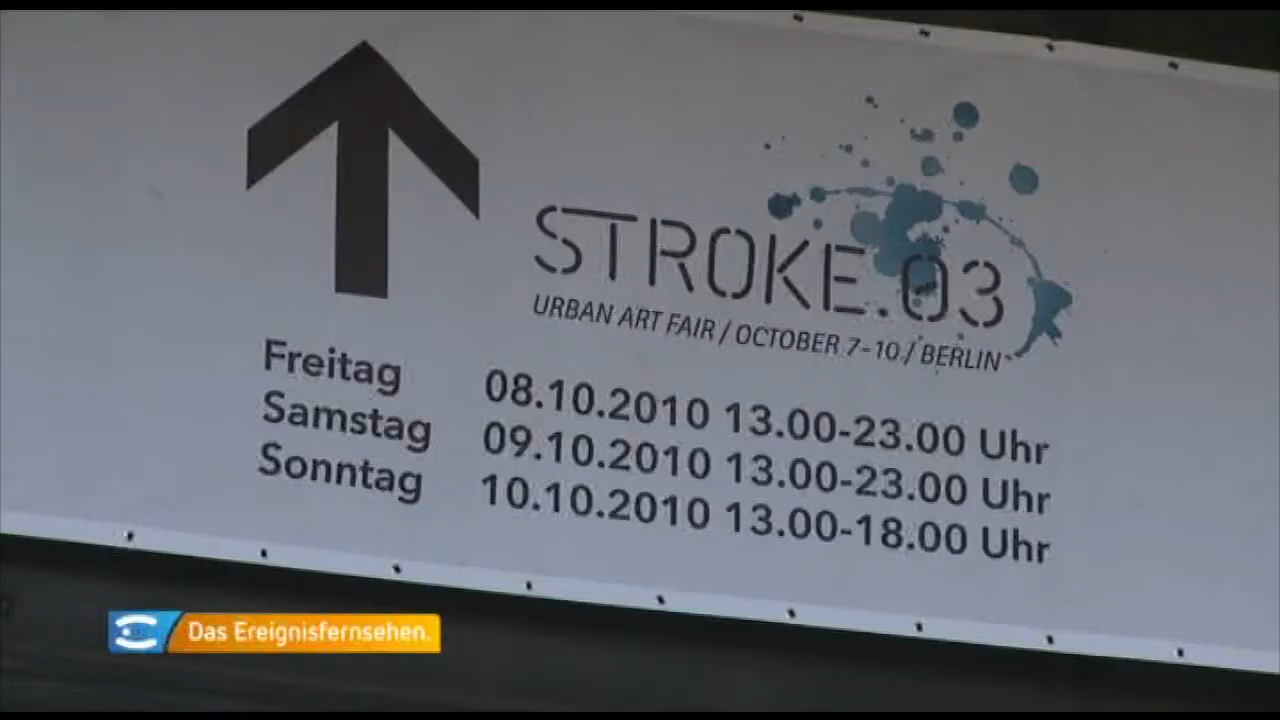 STROKE.03
URBAN ART FAIR / OCTOBER 7-10 / BERLIN
Freitag 08.10.2010 13.00-23.00 Uhr
Samstag 09.10.2010 13.00-23.00 Uhr
Sonntag 10.10.2010 13.00-18.00 Uhr
Das Ereignisfernsehen.